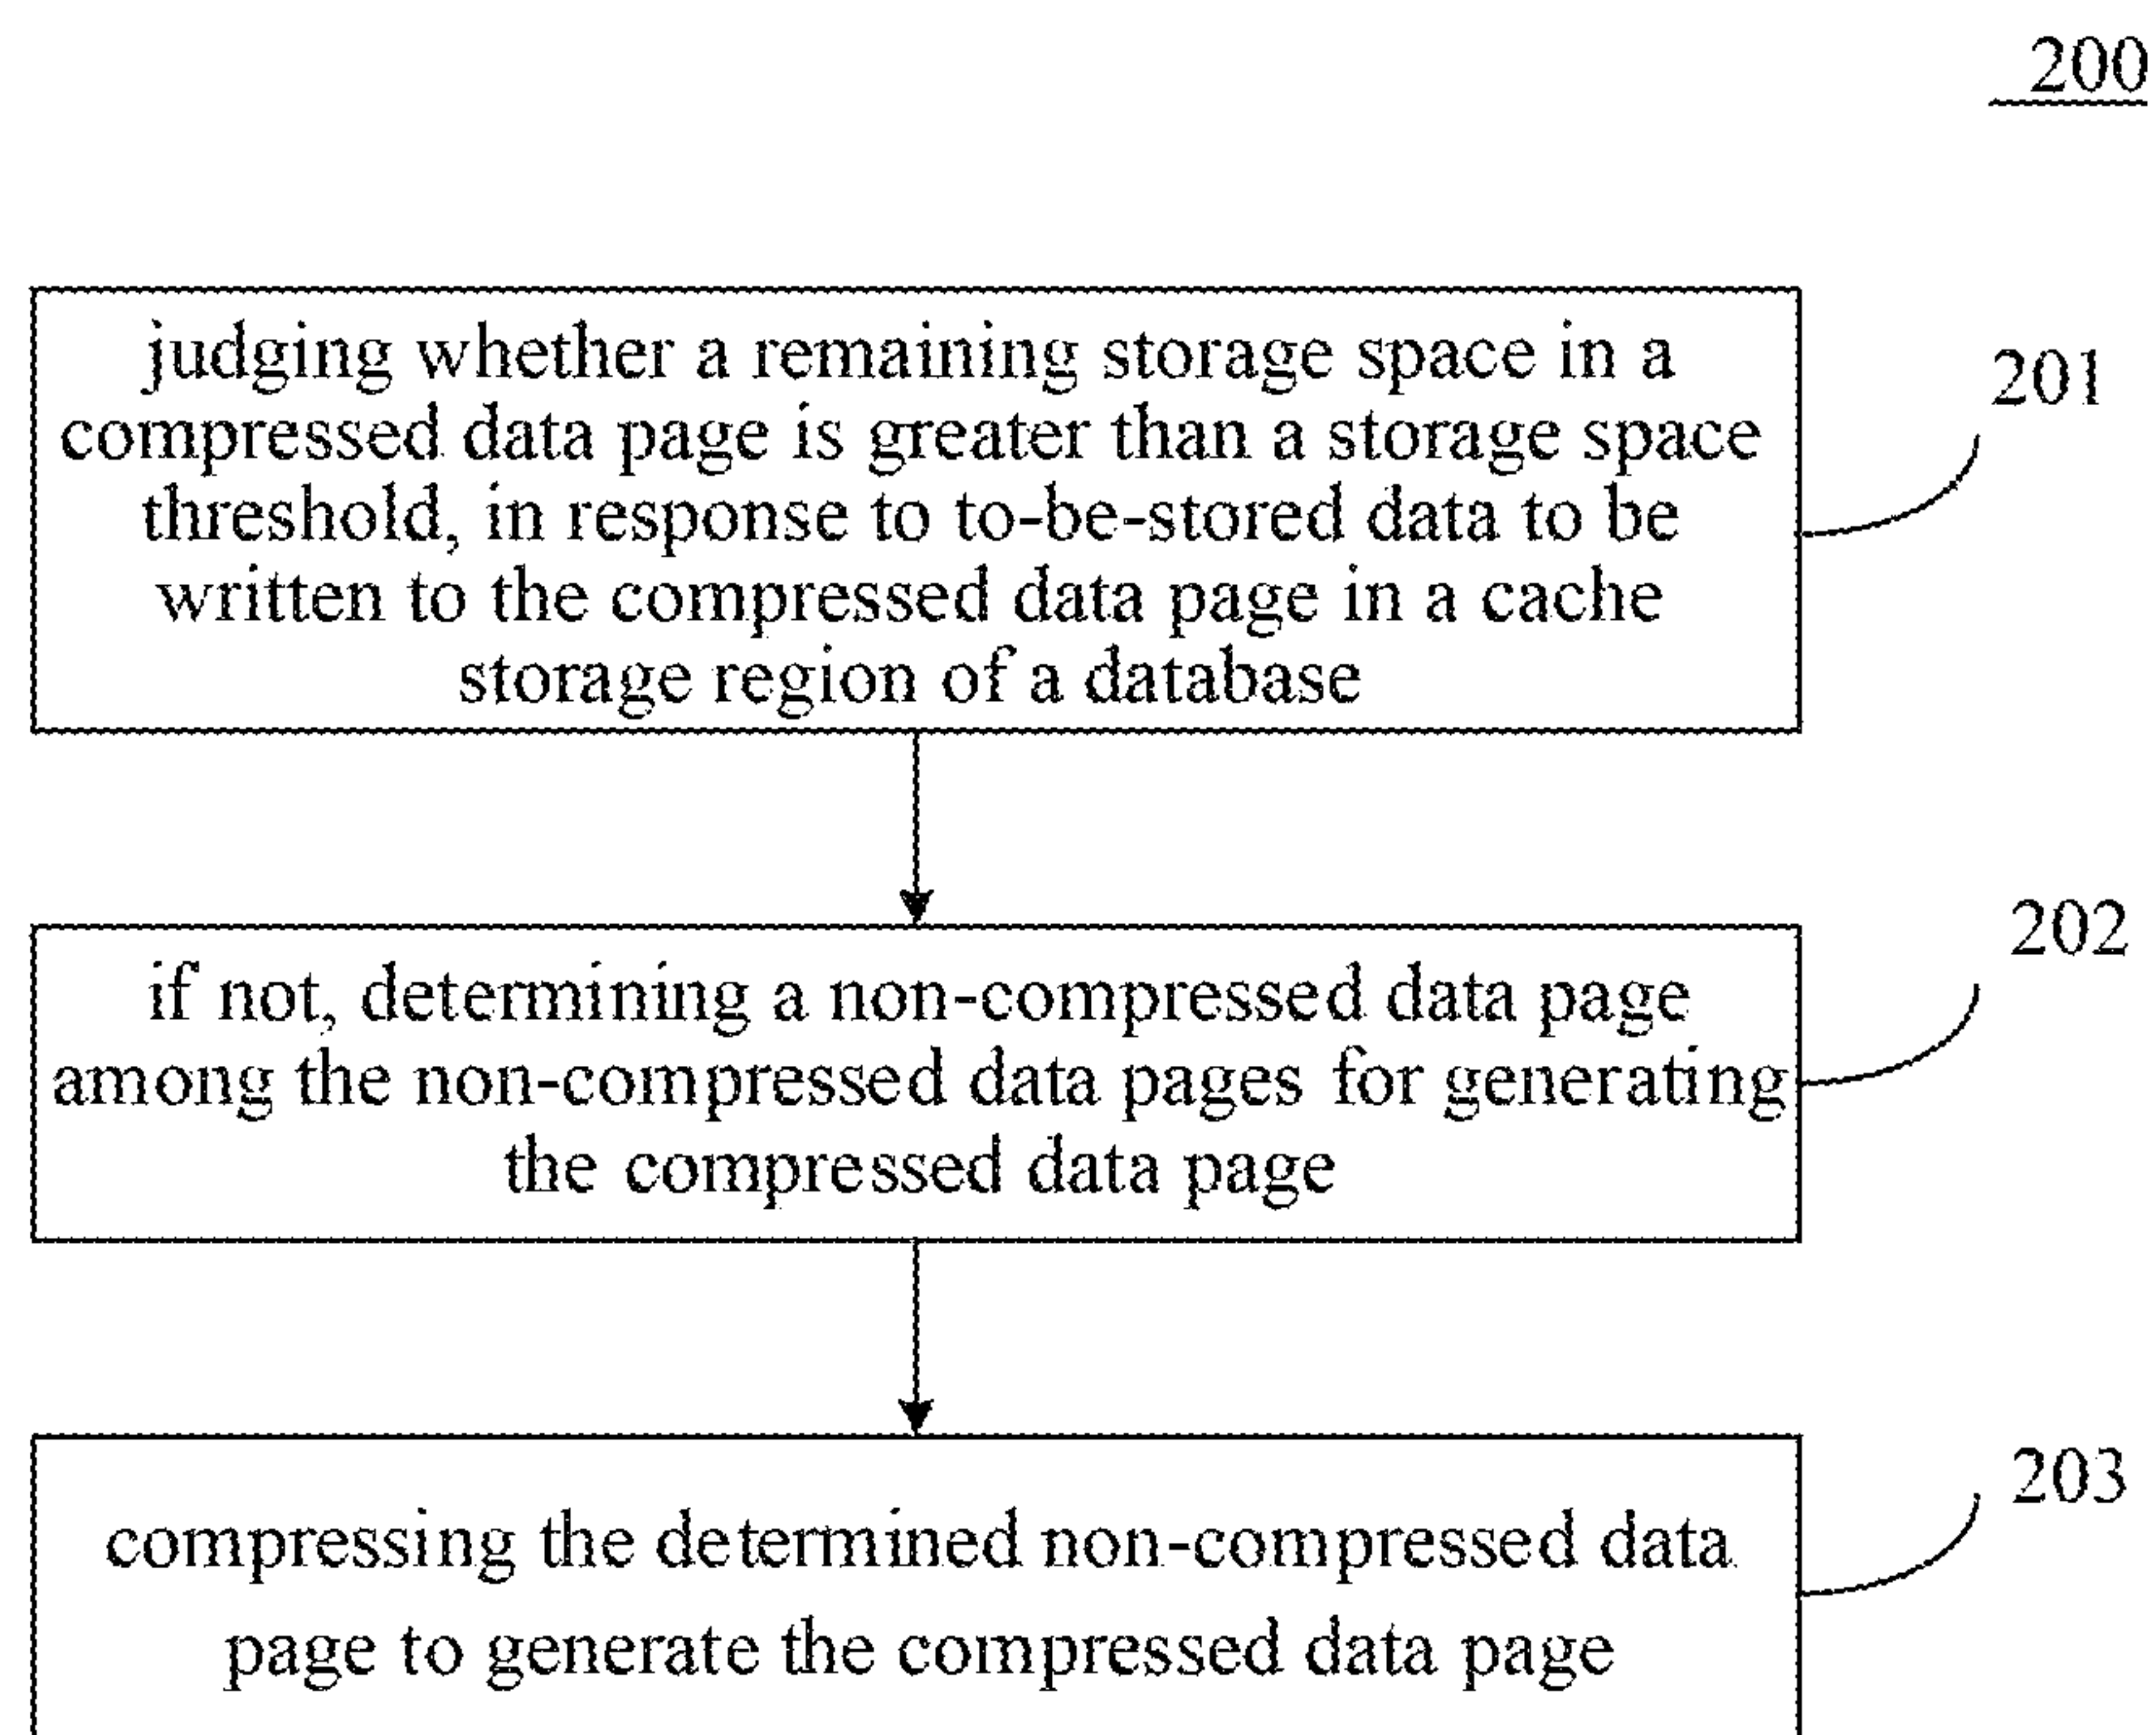 200
judging whether a remaining storage space in a
compressed data page is greater than a storage space
threshold, in response to to-be-stored data to be
written to the compressed data page in a cache
storage region of a database
201
if not, determining a non-compressed data page
among the non-compressed data pages for generating
the compressed data page
202
compressing the determined non-compressed data
page to generate the compressed data page
203